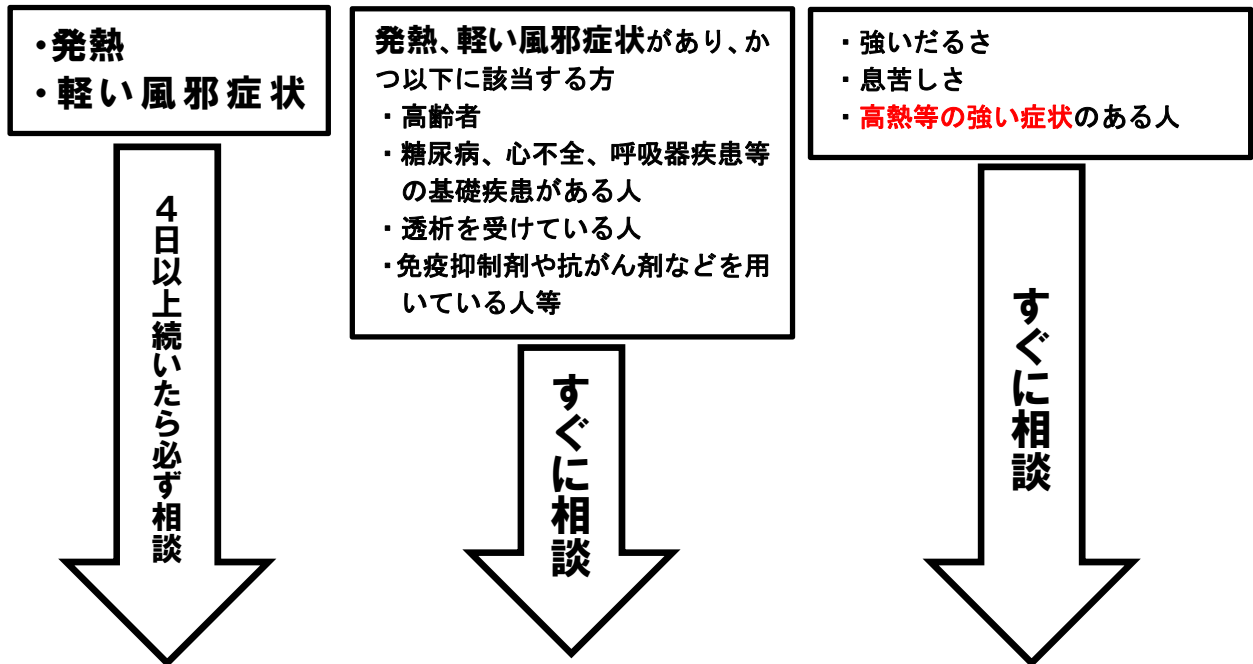 ・発熱
・軽い風邪症状
４日以上続いたら必ず相談
発熱、軽い風邪症状があり、か
つ以下に該当する方
・高齢者
・糖尿病、心不全、呼吸器疾患等
の基礎疾患がある人
・透析を受けている人
・免疫抑制剤や抗がん剤などを用
いている人等
すぐに相談
・強いだるさ
・息苦しさ
・高熱等の強い症状のある人
すぐに相談